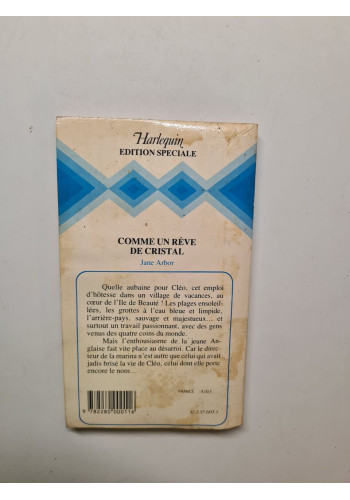 Harlequin
EDITION SPECIALE
COMME UN RÊVE
DE CRISTAL
Jane Arbor
Quelle aubaine pour Cléo, cet emploi
d'hôtesse dans un village de vacances, au
cœur de l'Ile de Beauté ! Les plages ensoleil-
lées, les grottes à l'eau bleue et limpide,
l'arrière-pays, sauvage et majestueux... et
surtout un travail passionnant, avec des gens
venus des quatre coins du monde.
Mais l'enthousiasme de la jeune An-
glaise fait vite place au désarroi. Car le direc-
teur de la marina n'est autre que celui qui avait
jadis brisé la vie de Cléo, celui dont elle porte
encore le nom...
9 782280 000116